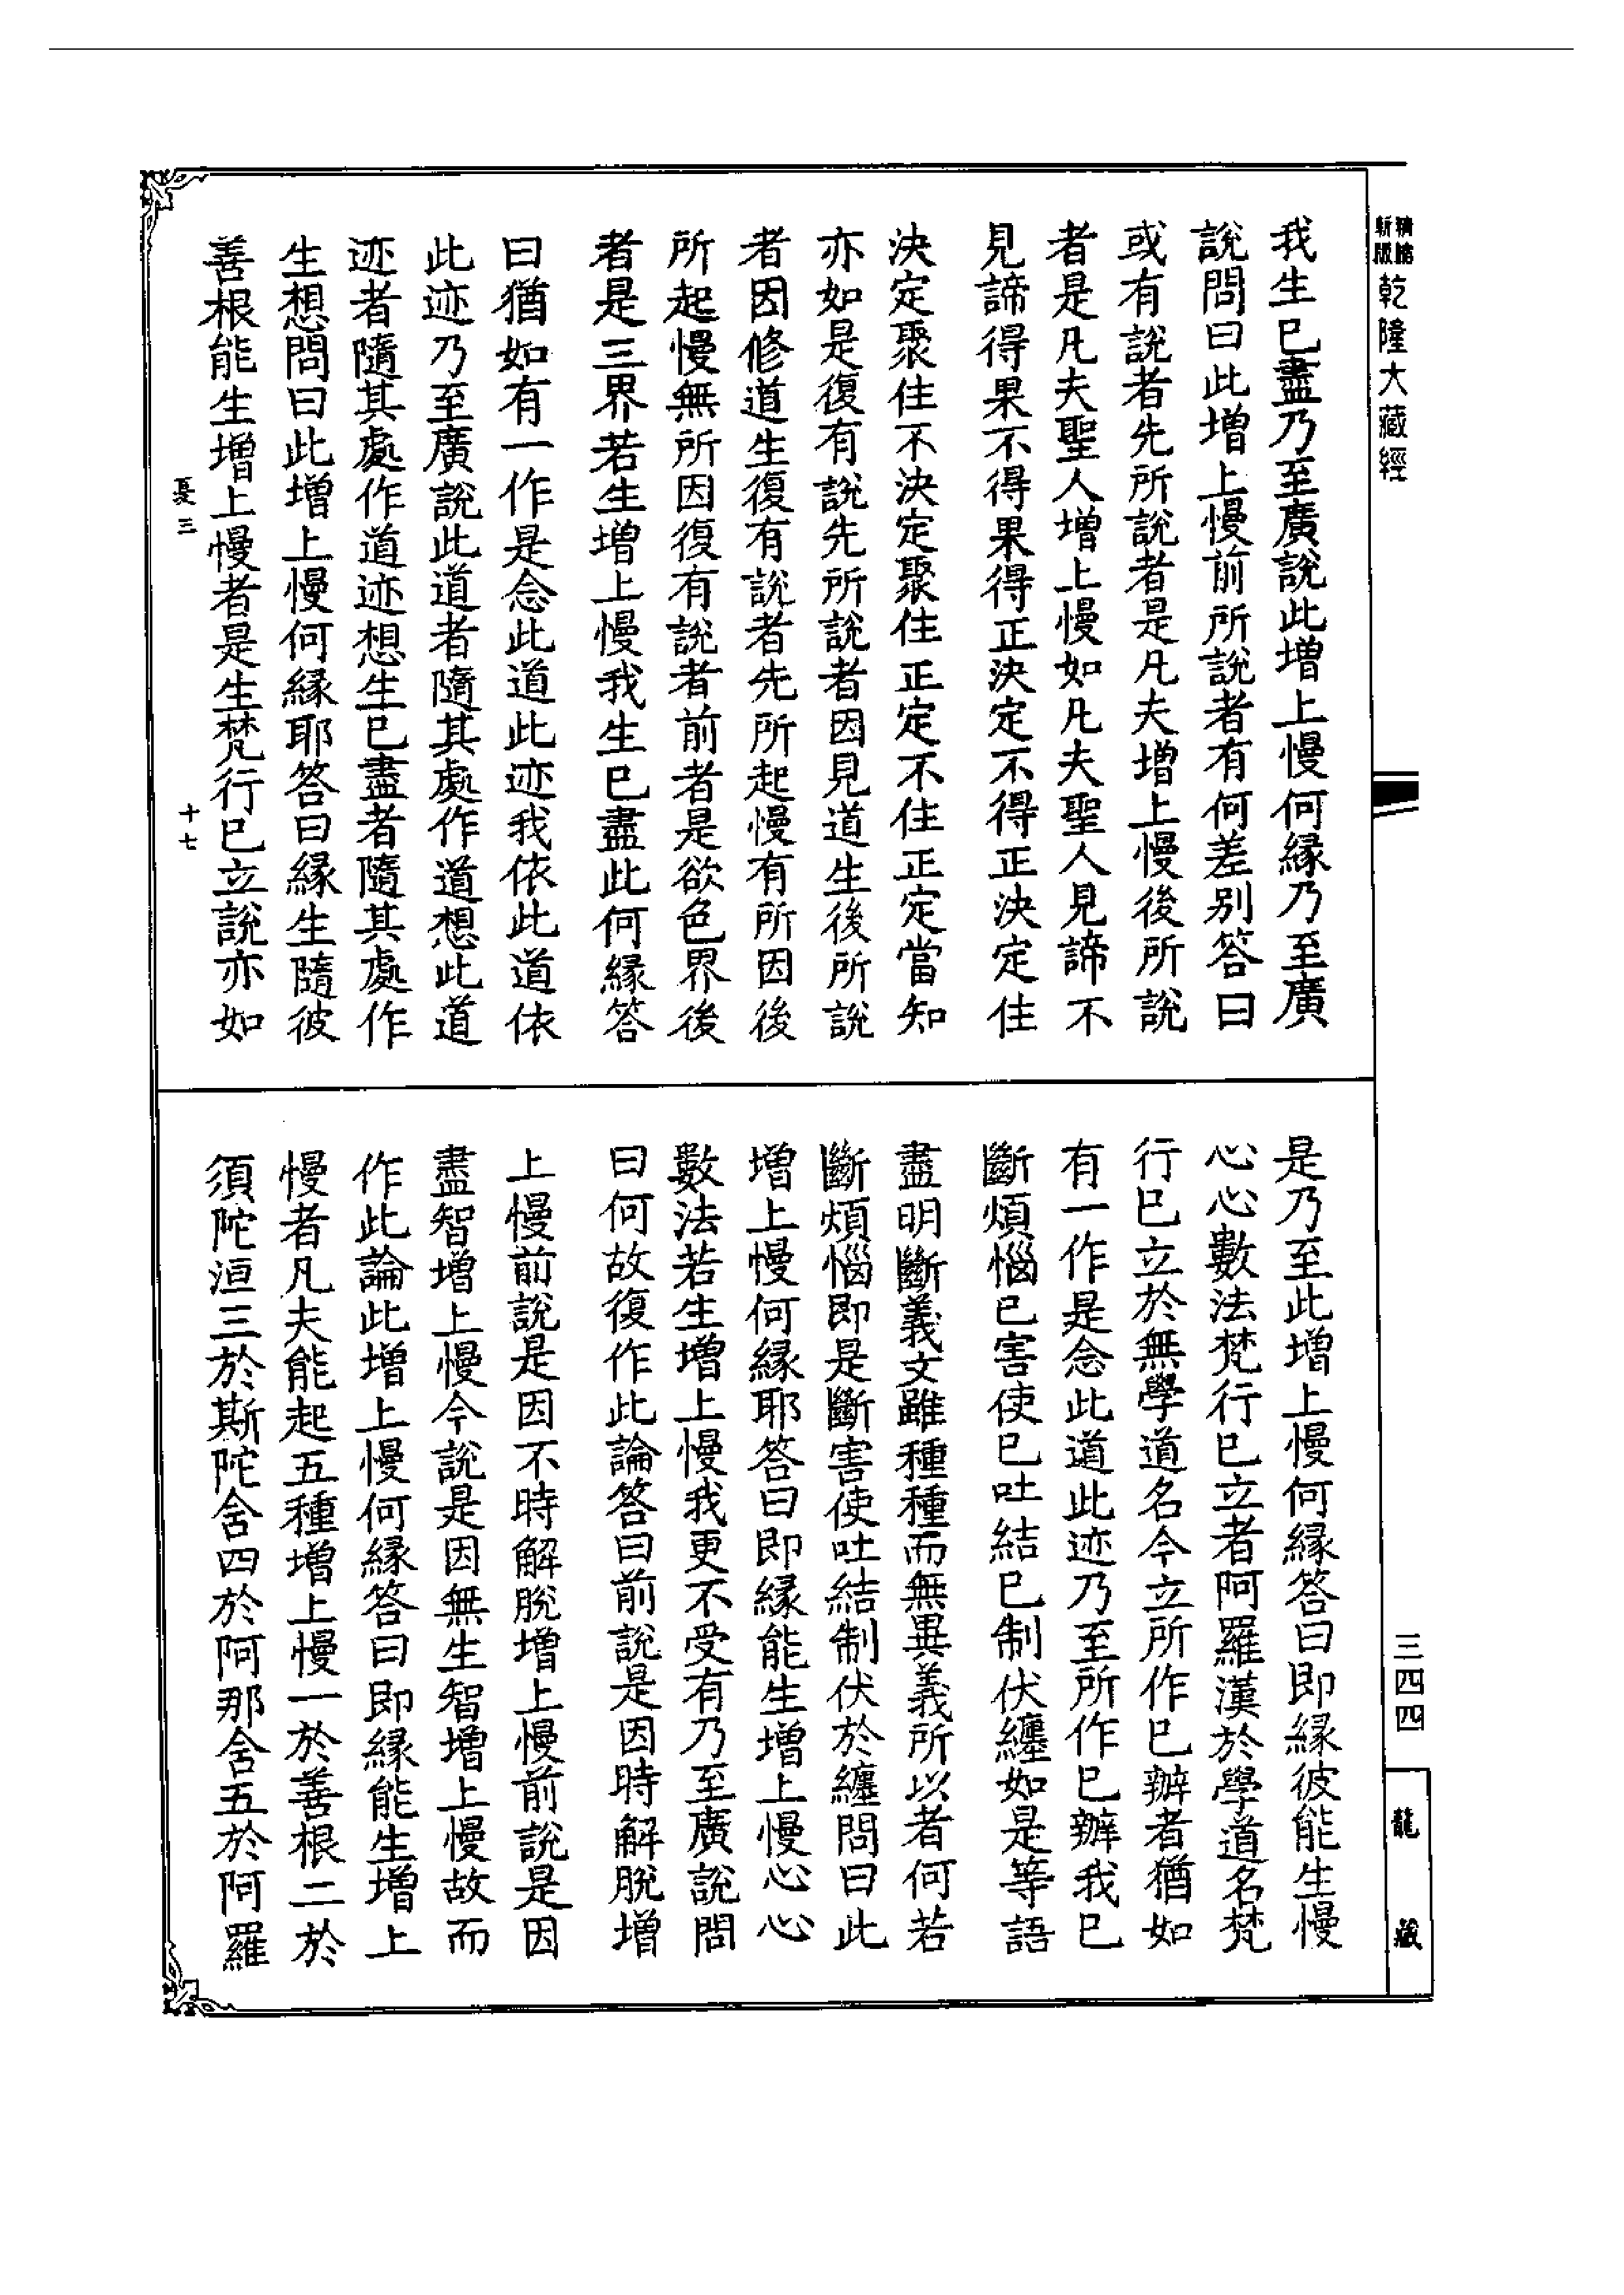 精繕
新版
乾隆大藏經
我生已盡乃至廣說此增上慢何緣乃至廣
說問曰此增上慢前所說者有何差別答曰
或有說者先所說者是凡夫增上慢後所說
者是凡夫聖人增上慢如凡夫聖人見諦不
見諦得果不得果得正決定不得正決定住
決定聚住不決定聚住正定不住正定當知
亦如是復有說先所說者因見道生後所說
者因修道生復有說者先所起慢有所因後
所起慢無所因復有說者前者是欲色界後
者是三界若生增上慢我生已盡此何緣答
曰猶如有一作是念此道此迹我依此道依
此迹乃至廣說此道者隨其處作道想此道
迹者隨其處作道迹想生已盡者隨其處作
生想問曰此增上慢何緣耶答曰緣生隨彼
善根能生增上慢者是生梵行已立說亦如
憂三
十七
是乃至此增上慢何緣答曰即緣彼能生慢
心心數法梵行已立者阿羅漢於學道名梵
行已立於無學道名今立所作已辦者猶如
有一作是念此道此迹乃至所作已辦我已
斷煩惱已害使已吐結已制伏纏如是等語
盡明斷義文雖種種而無異義所以者何若
斷煩惱即是斷害使吐結制伏於纏問曰此
增上慢何緣耶答曰即緣能生增上慢心心
數法若生增上慢我更不受有乃至廣說問
曰何故復作此論答曰前說是因時解脫增
上慢前說是因不時解脫增上慢前說是因
盡智增上慢今說是因無生智增上慢故而
作此論此增上慢何緣答曰即緣能生增上
慢者凡夫能起五種增上慢一於善根二於
須陀洹三於斯陀含四於阿那含五於阿羅
三四四
龍藏